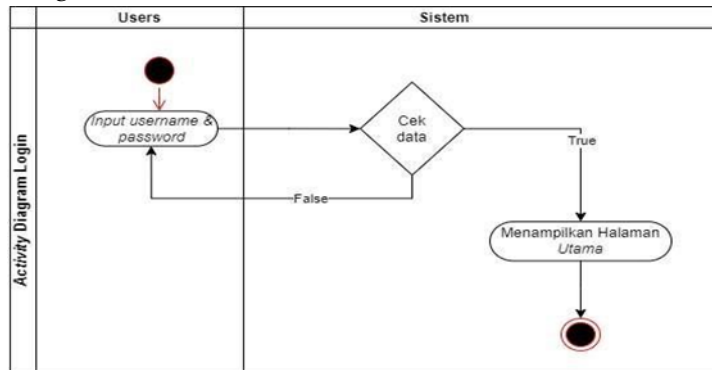 Users
Sistem
Activity Diagram Login
Input username &
password
Cek
data
True
False
Menampilkan Halaman
Utama